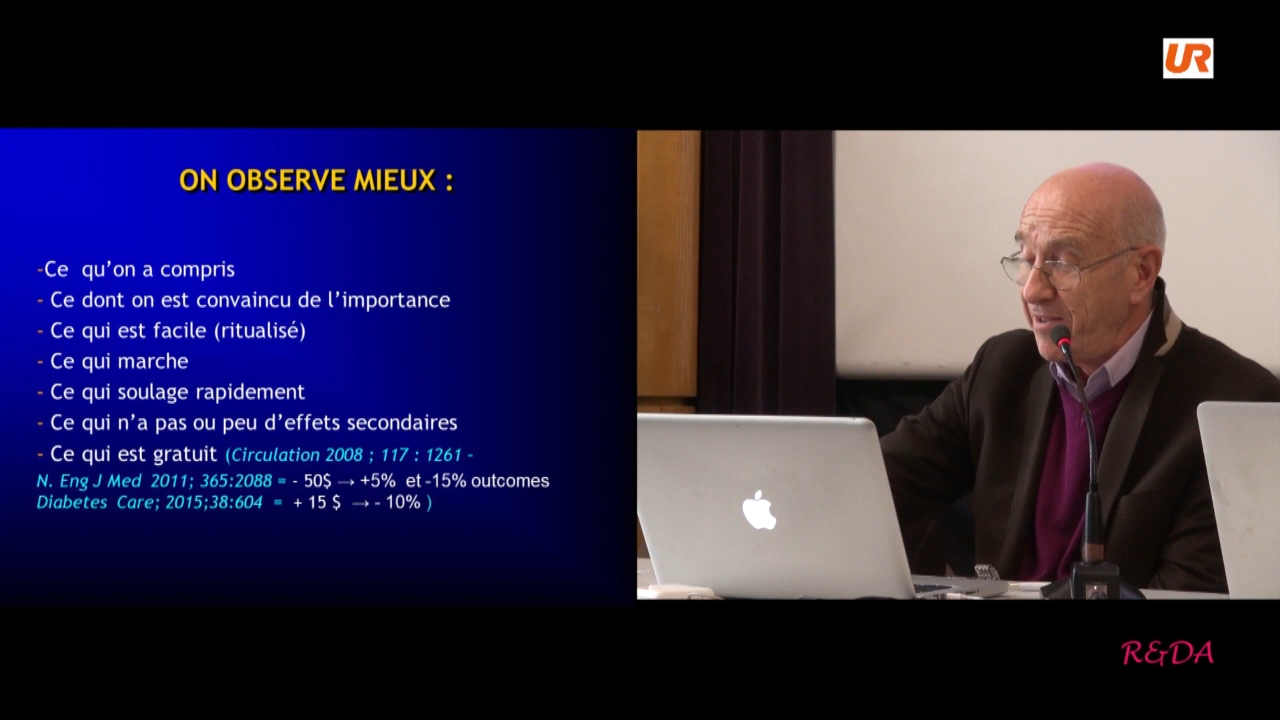 UR
ON OBSERVE MIEUX :
-Ce qu'on a compris
- Ce dont on est convaincu de l'importance
- Ce qui est facile (ritualisé)
- Ce qui marche
- Ce qui soulage rapidement
- Ce qui n'a pas ou peu d'effets secondaires
- Ce qui est gratuit (Circulation 2008 ; 117 : 1261 -
N. Eng J Med 2011; 365:2088 = - 50$ → +5% et -15% outcomes
Diabetes Care; 2015;38:604 = + 15 $ → - 10% )
R&DA